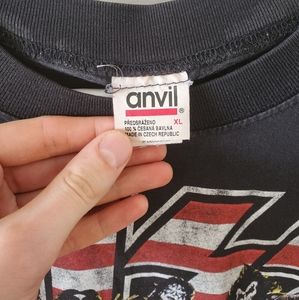 anvil
®
PŘEDSRAŽENO XL
100 % ČESANÁ BAVLNA
MADE IN CZECH REPUBLIC